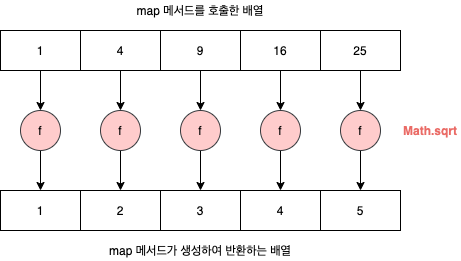 map 메서드를 호출한 배열
1 4 9 16 25
f f f f f Math.sqrt
1 2 3 4 5
map 메서드가 생성하여 반환하는 배열